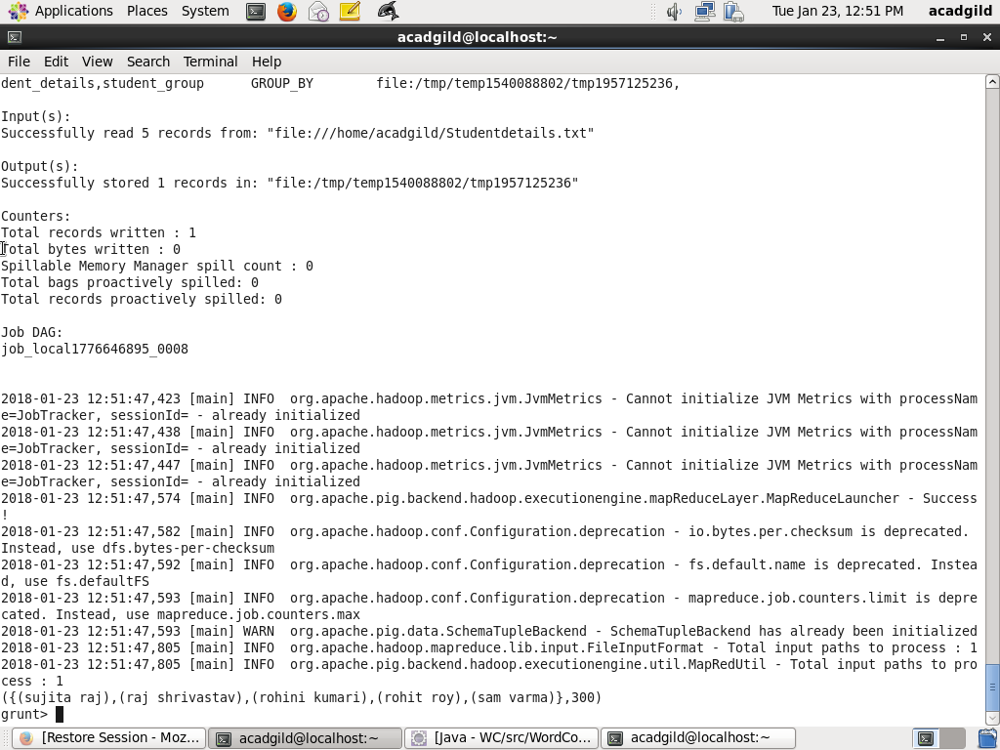 Applications Places System Tue Jan 23, 12:51 PM acadgild
acadgild@localhost:~
File Edit View Search Terminal Help
dent_details,student_group GROUP_BY file:/tmp/temp1540088802/tmp1957125236,
Input(s):
Successfully read 5 records from: "file:///home/acadgild/Studentdetails.txt"
Output(s):
Successfully stored 1 records in: "file:/tmp/temp1540088802/tmp1957125236"
Counters:
Total records written : 1
Total bytes written : 0
Spillable Memory Manager spill count : 0
Total bags proactively spilled: 0
Total records proactively spilled: 0
Job DAG:
job_local1776646895_0008
2018-01-23 12:51:47,423 [main] INFO org.apache.hadoop.metrics.jvm.JvmMetrics - Cannot initialize JVM Metrics with processNam
e=JobTracker, sessionId= - already initialized
2018-01-23 12:51:47,438 [main] INFO org.apache.hadoop.metrics.jvm.JvmMetrics - Cannot initialize JVM Metrics with processNam
e=JobTracker, sessionId= - already initialized
2018-01-23 12:51:47,447 [main] INFO org.apache.hadoop.metrics.jvm.JvmMetrics - Cannot initialize JVM Metrics with processNam
e=JobTracker, sessionId= - already initialized
2018-01-23 12:51:47,574 [main] INFO org.apache.pig.backend.hadoop.executionengine.mapReduceLayer.MapReduceLauncher - Success
!
2018-01-23 12:51:47,582 [main] INFO org.apache.hadoop.conf.Configuration.deprecation - io.bytes.per.checksum is deprecated.
Instead, use dfs.bytes-per-checksum
2018-01-23 12:51:47,592 [main] INFO org.apache.hadoop.conf.Configuration.deprecation - fs.default.name is deprecated. Instea
d, use fs.defaultFS
2018-01-23 12:51:47,593 [main] INFO org.apache.hadoop.conf.Configuration.deprecation - mapreduce.job.counters.limit is depre
cated. Instead, use mapreduce.job.counters.max
2018-01-23 12:51:47,593 [main] WARN org.apache.pig.data.SchemaTupleBackend - SchemaTupleBackend has already been initialized
2018-01-23 12:51:47,805 [main] INFO org.apache.hadoop.mapreduce.lib.input.FileInputFormat - Total input paths to process : 1
2018-01-23 12:51:47,805 [main] INFO org.apache.pig.backend.hadoop.executionengine.util.MapRedUtil - Total input paths to pro
cess : 1
({(sujita raj),(raj shrivastav),(rohini kumari),(rohit roy),(sam varma)},300)
grunt>
[Restore Session - Moz... acadgild@localhost:~ [Java - WC/src/WordCo... acadgild@localhost:~